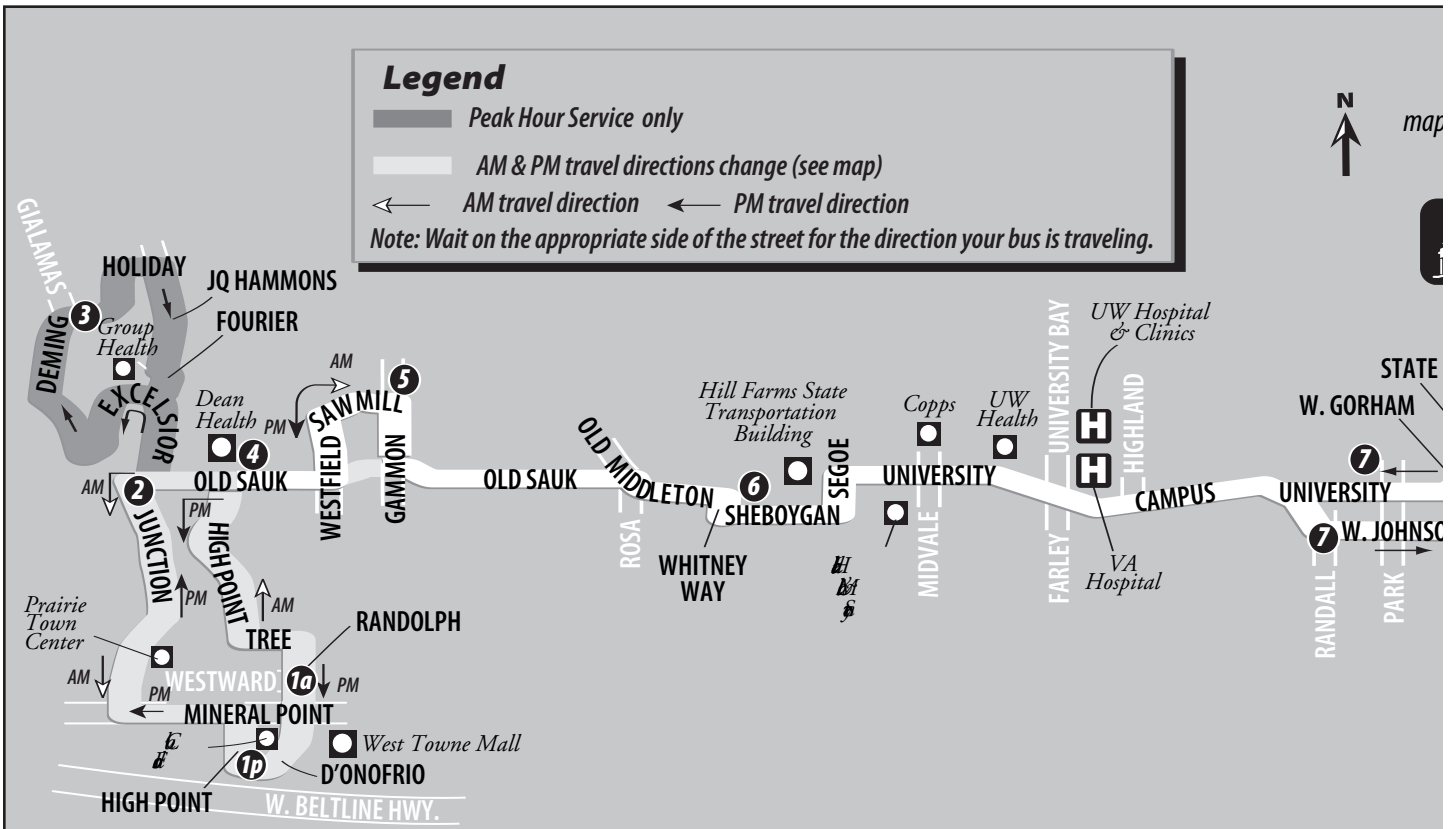 Legend
Peak Hour Service only
AM & PM travel directions change (see map)
AM travel direction
PM travel direction
Note: Wait on the appropriate side of the street for the direction your bus is traveling.
N
map
GIALAMAS
HOLIDAY
JQ HAMMONS
FOURIER
3
Group
Health
DEMING
EXCELSIOR
Dean
Health
4
AM
PM
SAWMILL
5
WESTFIELD
GAMMON
OLD SAUK
OLD SAUK
AM
2
JUNCTION
PM
HIGH POINT
PM
AM
TREE
RANDOLPH
Prairie
Town
Center
AM
PM
WESTWARD
1a
PM
MINERAL POINT
West Towne Mall
1p
D'ONOFRIO
HIGH POINT
W. BELTLINE HWY.
OLD MIDDLETON
ROSA
WHITNEY
WAY
6
SHEBOYGAN
Hill Farms State
Transportation
Building
SEGOE
Copps
UW
Health
UNIVERSITY
MIDVALE
FARLEY
UNIVERSITY BAY
UW Hospital
& Clinics
H
H
HIGHLAND
VA
Hospital
CAMPUS
STATE
W. GORHAM
7
UNIVERSITY
7
W. JOHNSO
RANDALL
PARK